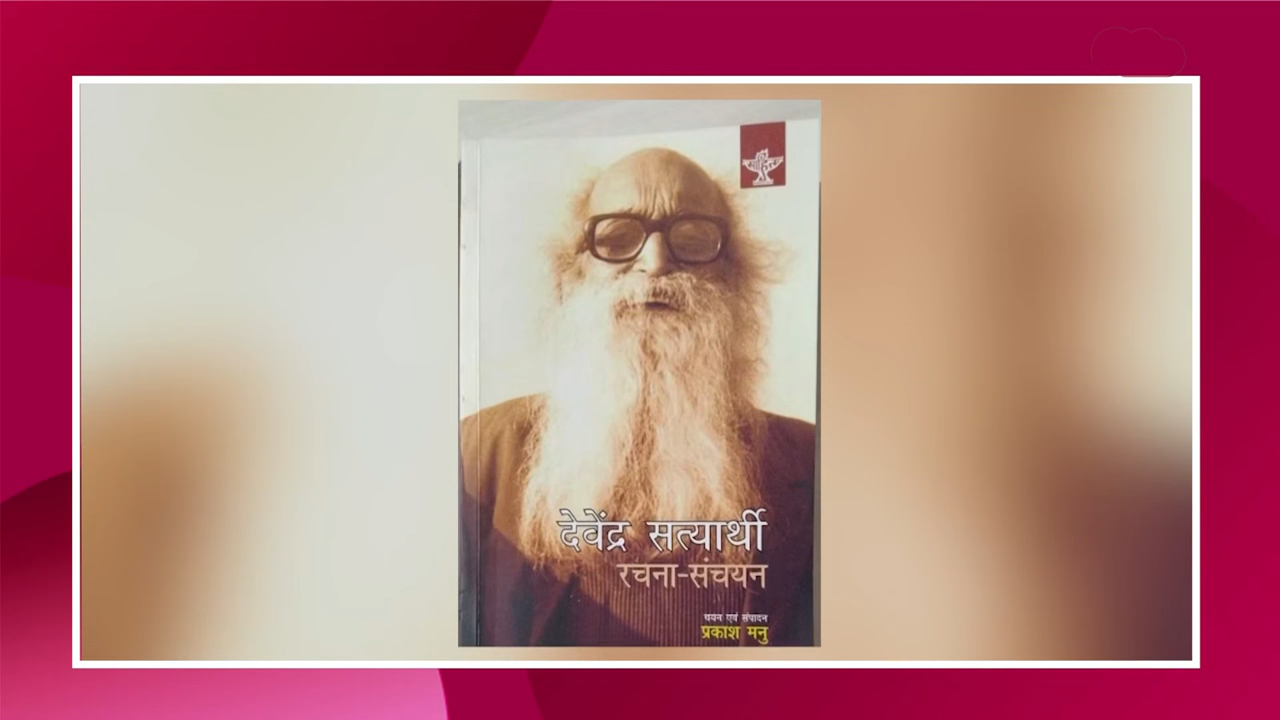 देवेंद्र सत्यार्थी
रचना-संचयन
चयन एवं संपादन
प्रकाश मनु